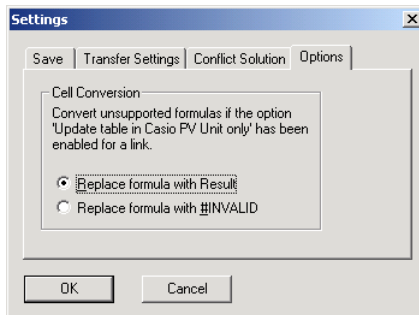 Settings
Save
Transfer Settings
Conflict Solution
Options
Cell Conversion
Convert unsupported formulas if the option
'Update table in Casio PV Unit only' has been
enabled for a link.
Replace formula with Result
Replace formula with #INVALID
OK
Cancel